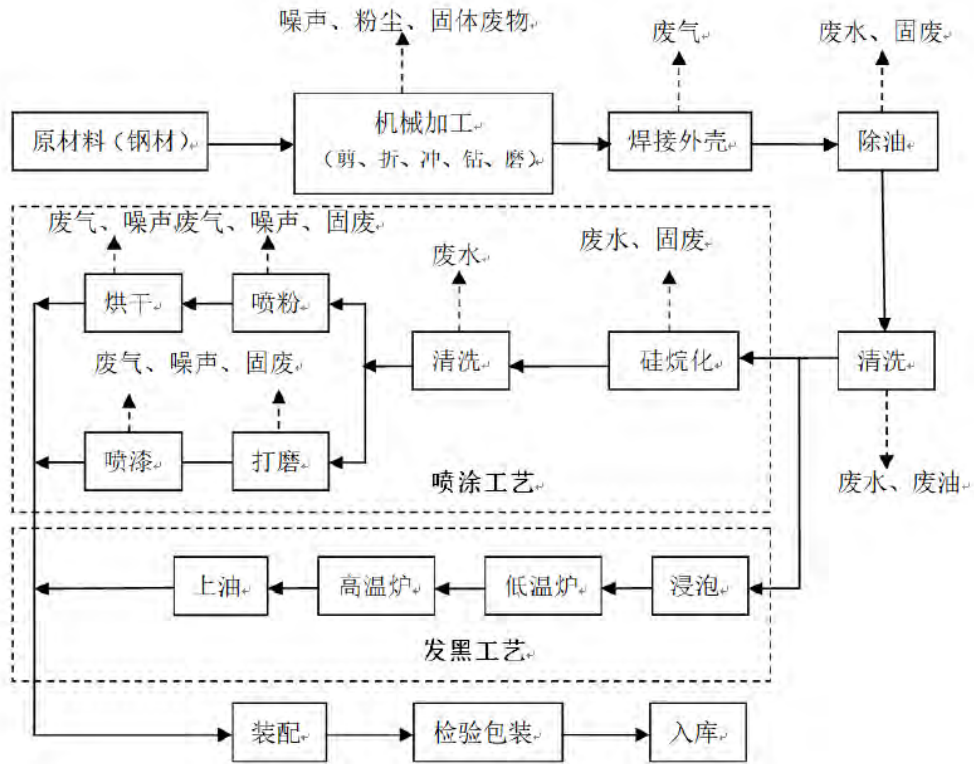 噪声、粉尘、固体废物
废气
废水、固废
原材料（钢材）
机械加工
（剪、折、冲、钻、磨）
焊接外壳
除油
废气、噪声
废气、噪声、固废
废水
废水、固废
烘干
喷粉
清洗
硅烷化
清洗
废气、噪声、固废
喷漆
打磨
喷涂工艺
废水、废油
上油
高温炉
低温炉
浸泡
发黑工艺
装配
检验包装
入库